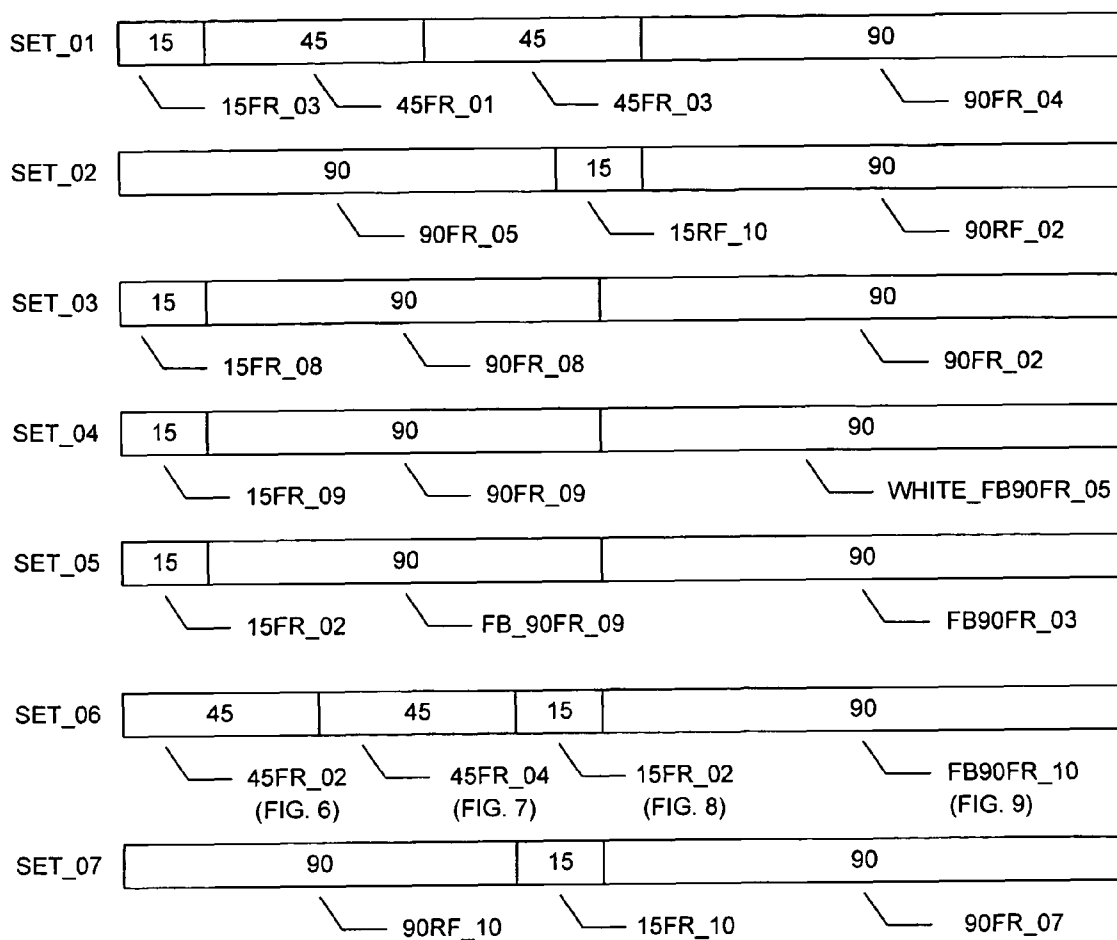 SET_01 15 45 45 90
15FR_03 45FR_01 45FR_03 90FR_04
SET_02 90 15 90
90FR_05 15RF_10 90RF_02
SET_03 15 90 90
15FR_08 90FR_08 90FR_02
SET_04 15 90 90
15FR_09 90FR_09 WHITE_FB90FR_05
SET_05 15 90 90
15FR_02 FB_90FR_09 FB90FR_03
SET_06 45 45 15 90
45FR_02 45FR_04 15FR_02 FB90FR_10
(FIG. 6) (FIG. 7) (FIG. 8) (FIG. 9)
SET_07 90 15 90
90RF_10 15FR_10 90FR_07